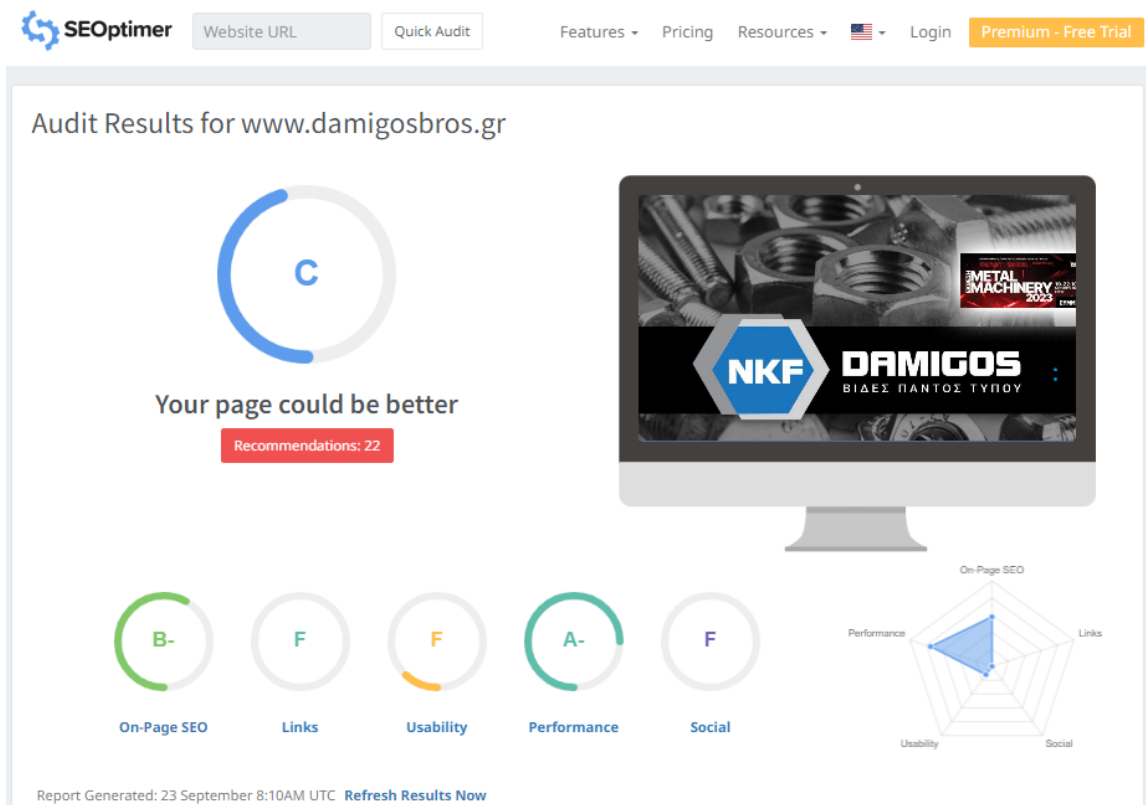 SEOptimer Website URL Quick Audit Features Pricing Resources Login Premium - Free Trial
Audit Results for www.damigosbros.gr
C
Your page could be better
Recommendations: 22
METAL
MACHINERY
2023
NKF DAMIGOS
ΒΙΔΕΣ ΠΑΝΤΟΣ ΤΥΠΟΥ
B- F F A- F
On-Page SEO Links Usability Performance Social
On-Page SEO
Performance Links
Usability Social
Report Generated: 23 September 8:10AM UTC Refresh Results Now